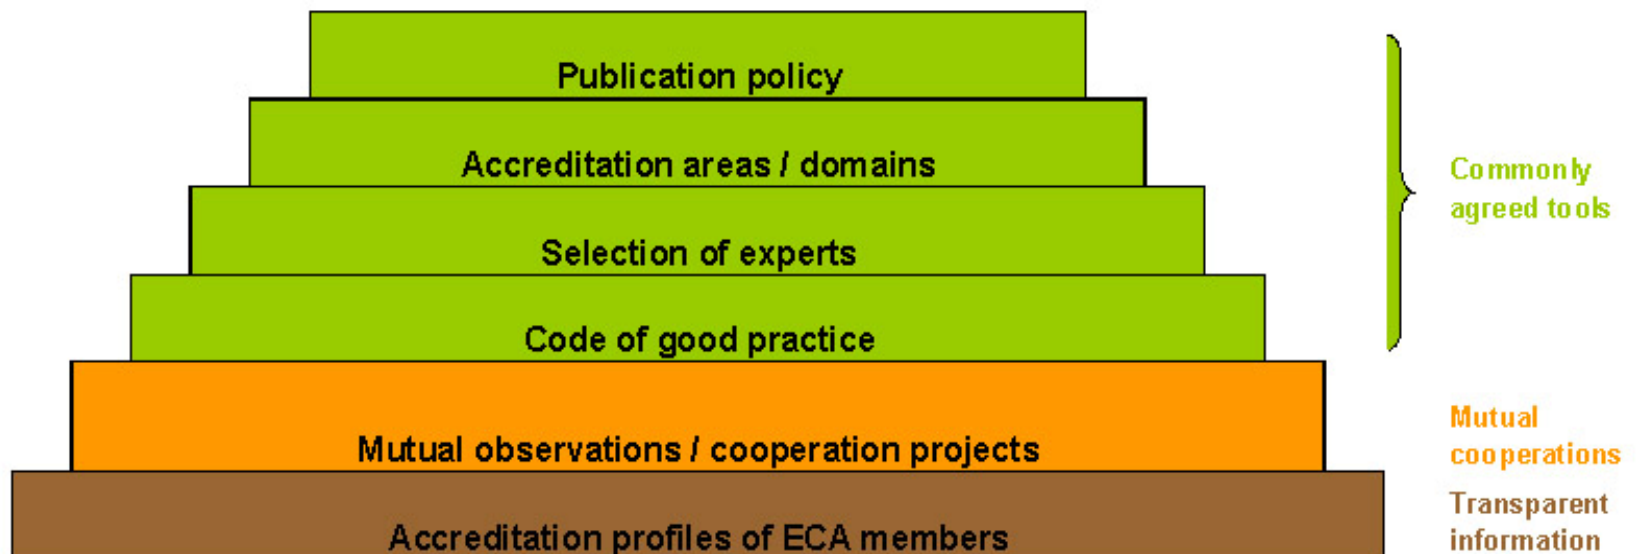 Publication policy
Accreditation areas / domains
Selection of experts
Code of good practice
Mutual observations / cooperation projects
Accreditation profiles of ECA members
Commonly
agreed tools
Mutual
cooperations
Transparent
information